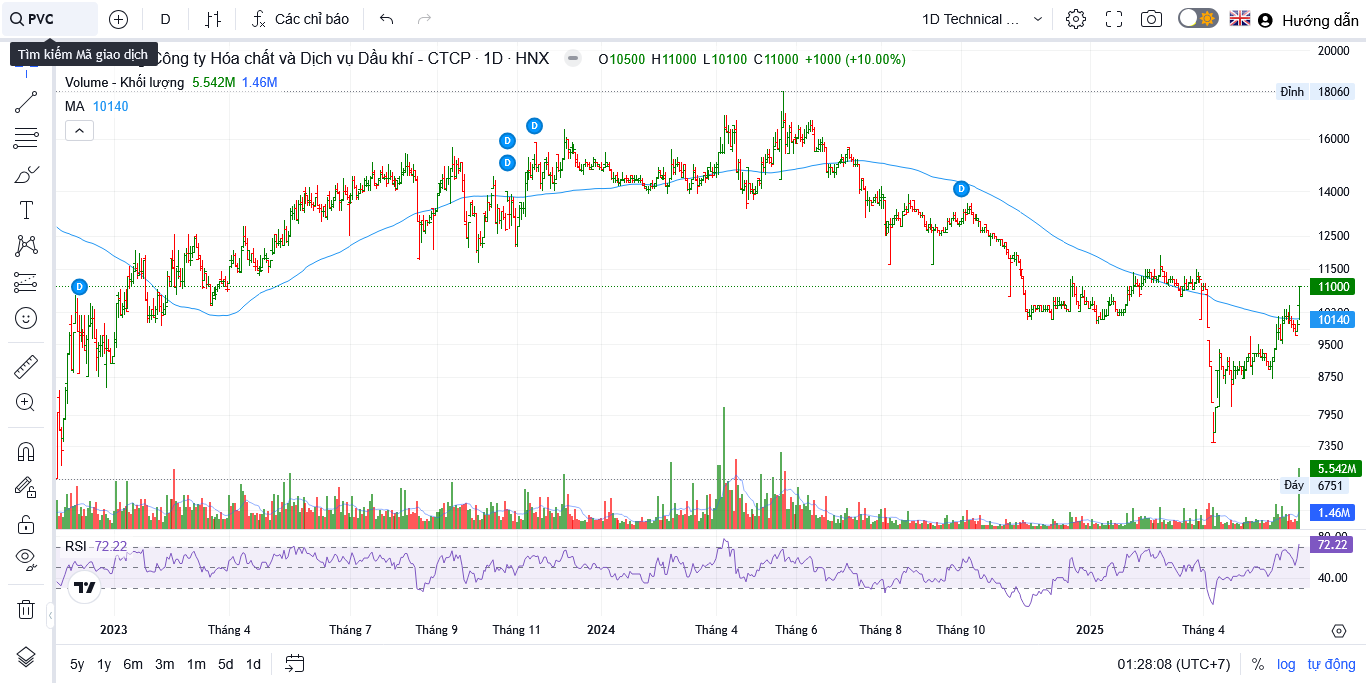 PVC D Các chỉ báo 1D Technical ... Hướng dẫn
Tìm kiếm Mã giao dịch
Công ty Hóa chất và Dịch vụ Dầu khí - CTCP · 1D · HNX O10500 H11000 L10100 C11000 +1000 (+10.00%)
Volume - Khối lượng 5.542M 1.46M
MA 10140
20000
Đỉnh 18060
16000
14000
12500
11500
11000
10140
9500
8750
7950
7350
5.542M
Đáy 6751
1.46M
D
D
D
D
D
RSI 72.22
80.00
72.22
40.00
2023 Tháng 4 Tháng 7 Tháng 9 Tháng 11 2024 Tháng 4 Tháng 6 Tháng 8 Tháng 10 2025 Tháng 4
5y 1y 6m 3m 1m 5d 1d 01:28:08 (UTC+7) % log tự động